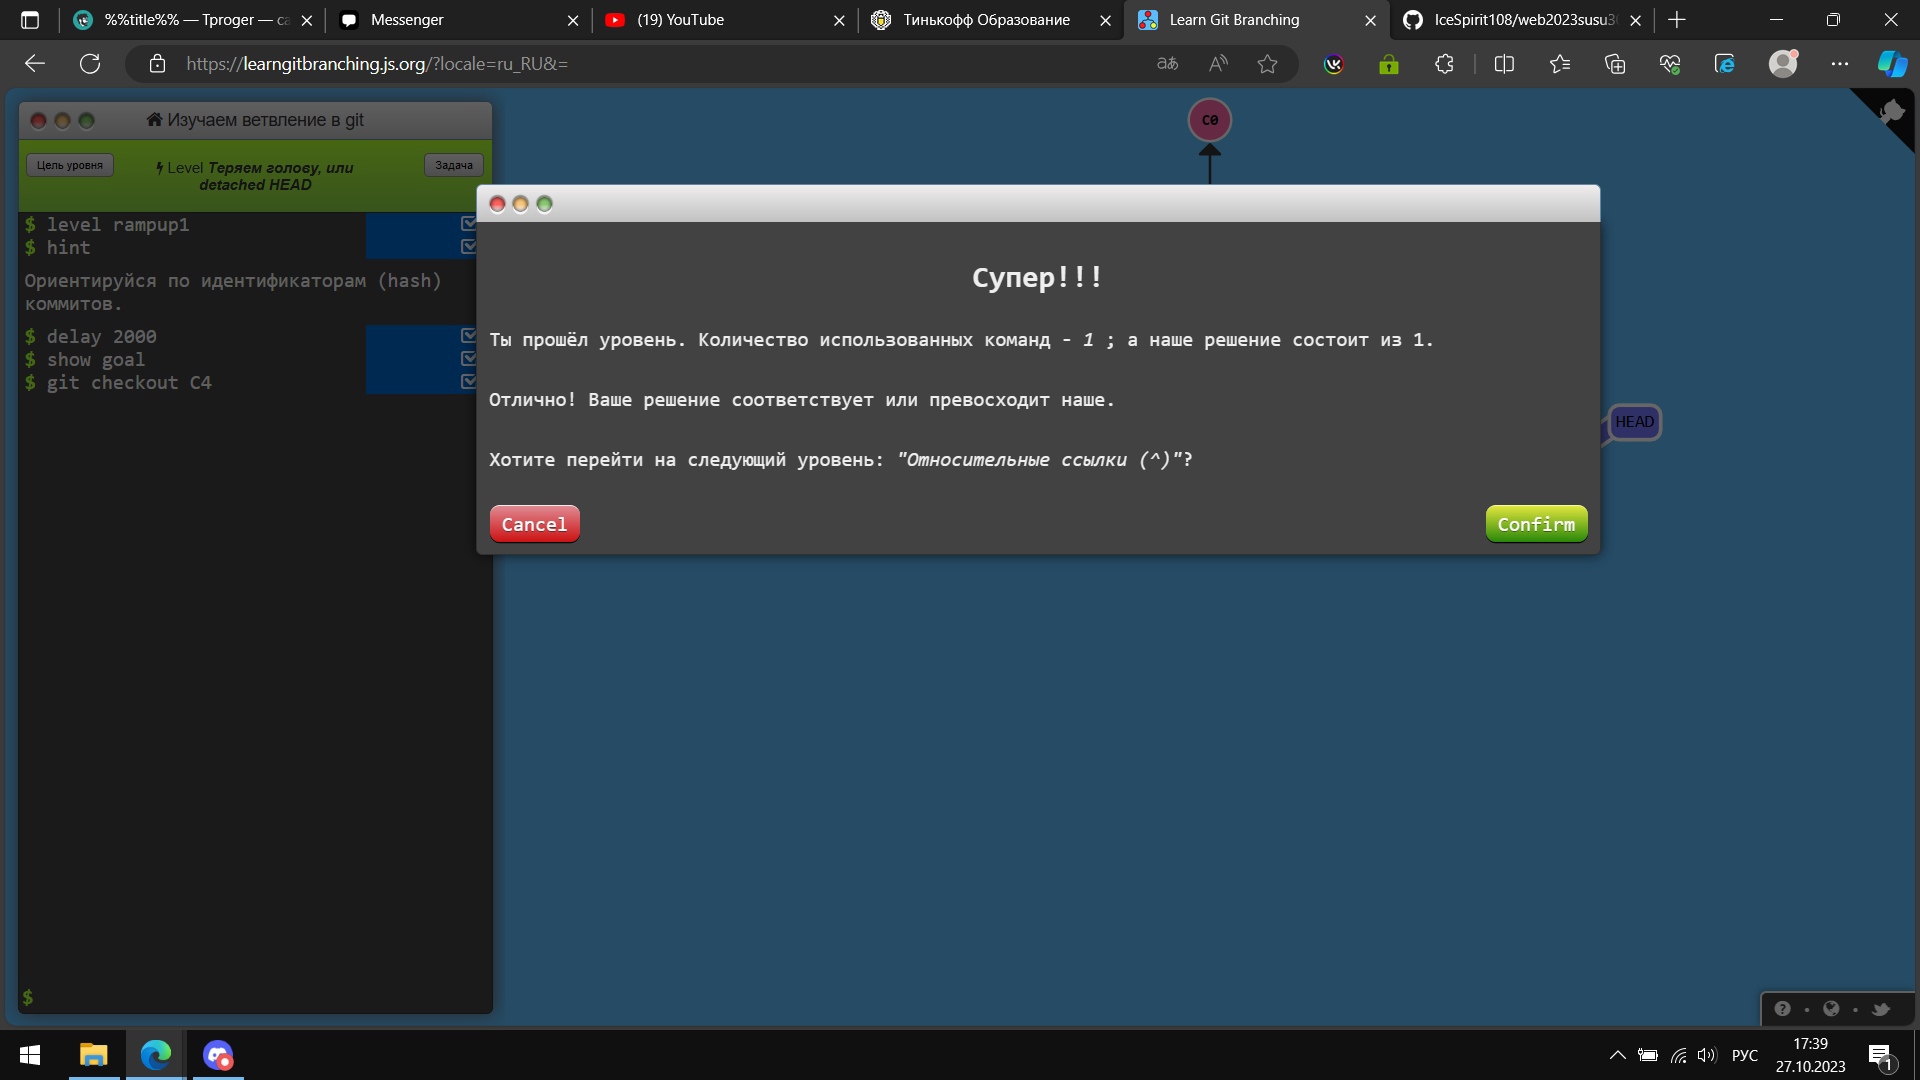 %%title%% — Tproger — са
Messenger
(19) YouTube
Тинькофф Образование
Learn Git Branching
IceSpirit108/web2023susu30
https://learngitbranching.js.org/?locale=ru_RU&=
Изучаем ветвление в git
Цель уровня
Level Теряем голову, или
detached HEAD
Задача
$ level rampup1
$ hint
Ориентируйся по идентификаторам (hash)
коммитов.
$ delay 2000
$ show goal
$ git checkout C4
$
C0
HEAD
Супер!!!
Ты прошёл уровень. Количество использованных команд - 1 ; а наше решение состоит из 1.
Отлично! Ваше решение соответствует или превосходит наше.
Хотите перейти на следующий уровень: "Относительные ссылки (^)"?
Cancel
Confirm
РУС
17:39
27.10.2023
1